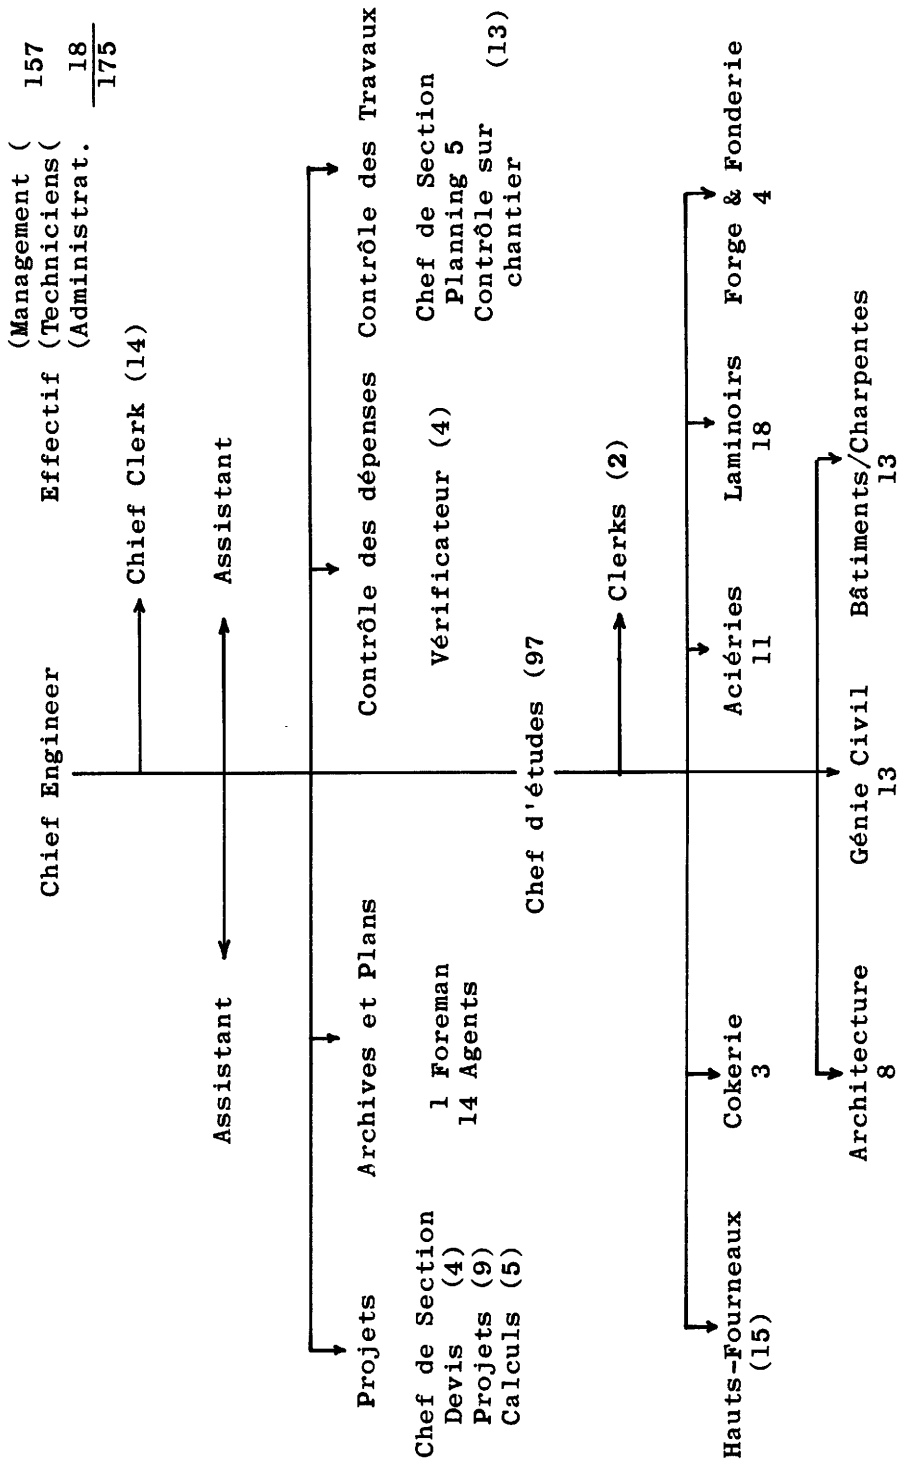 Chief Engineer
Effectif
(Management (
(Techniciens(
(Administrat.
157
18
175
Chief Clerk (14)
Assistant
Assistant
Projets
Archives et Plans
Contrôle des dépenses
Contrôle des Travaux
Chef de Section
Devis (4)
Projets (9)
Calculs (5)
1 Foreman
14 Agents
Vérificateur (4)
Chef de Section
Planning 5
Contrôle sur
chantier
(13)
Chef d'études (97
Clerks (2)
Hauts-Fourneaux
(15)
Cokerie
3
Aciéries
11
Laminoirs
18
Forge & Fonderie
4
Architecture
8
Génie Civil
13
Bâtiments/Charpentes
13